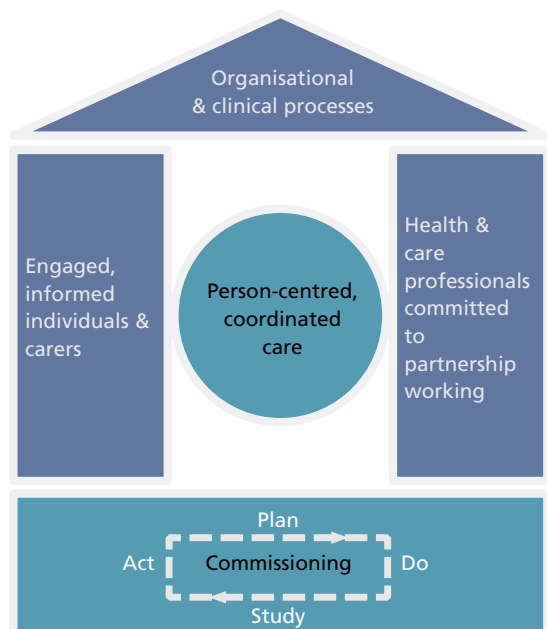 Organisational
& clinical processes
Engaged,
informed
individuals &
carers
Person-centred,
coordinated
care
Health &
care
professionals
committed
to
partnership
working
Plan
Act
Commissioning
Do
Study